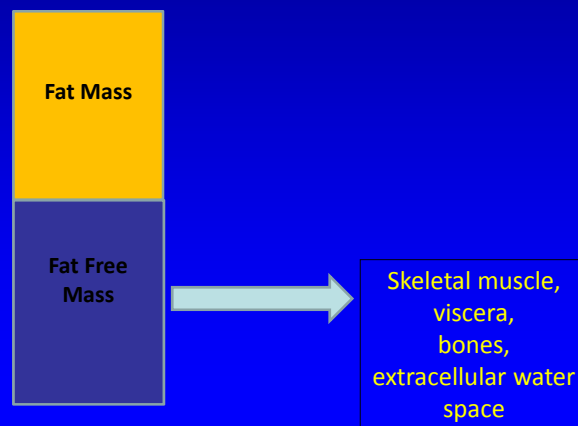 Fat Mass
Fat Free
Mass
Skeletal muscle,
viscera,
bones,
extracellular water
space